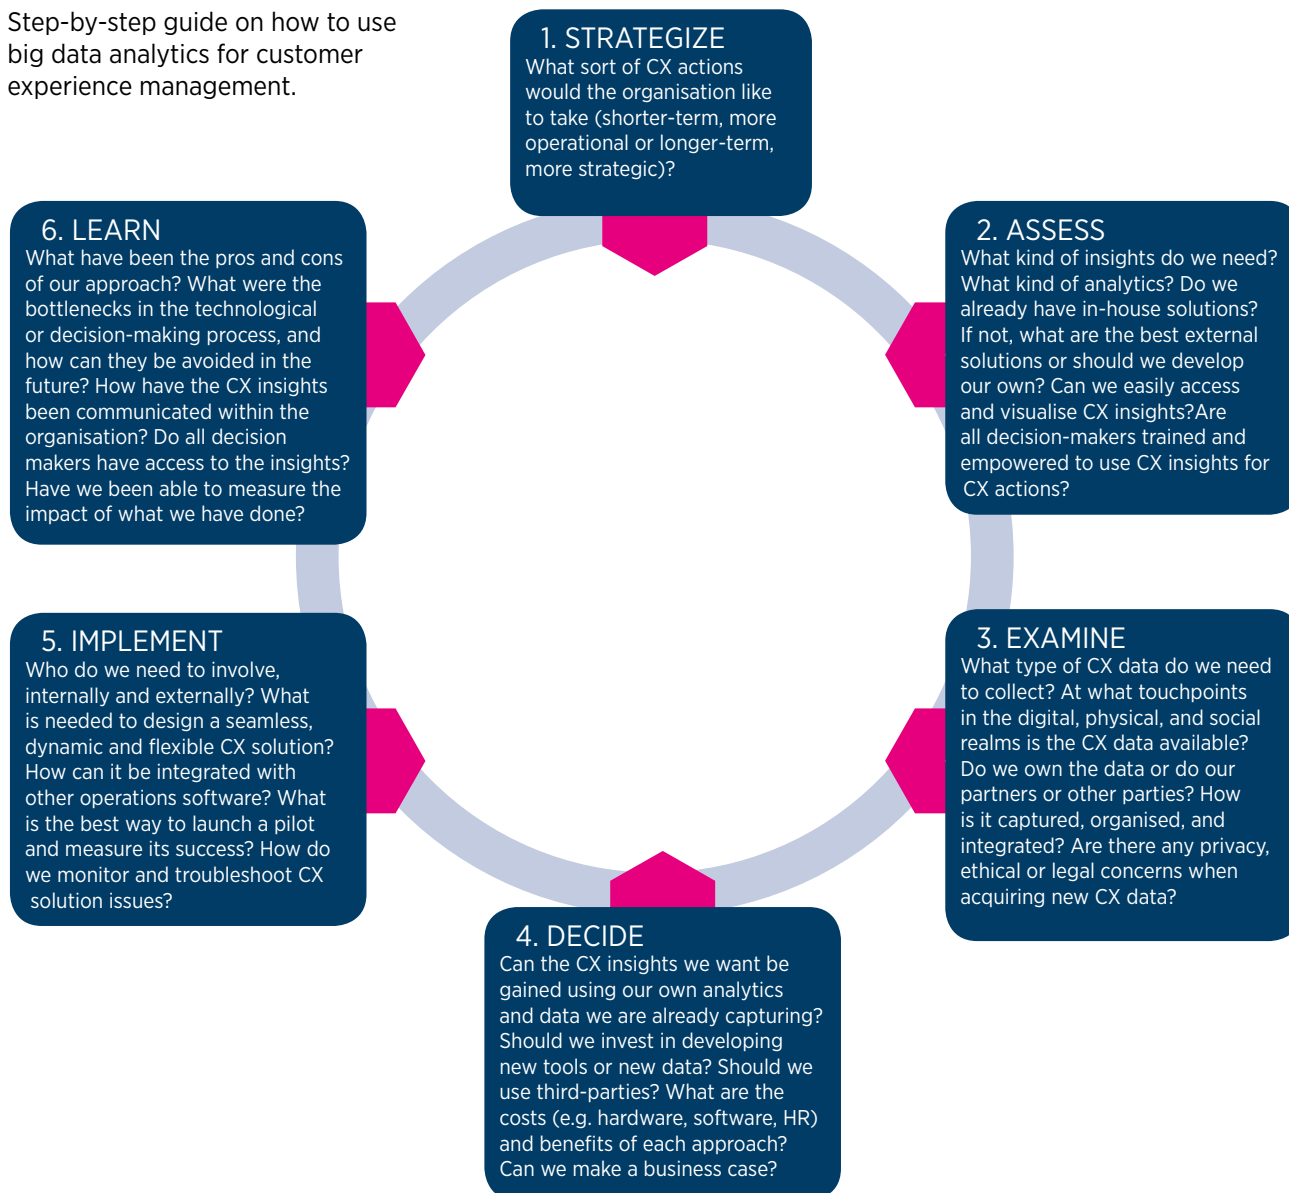 Step-by-step guide on how to use
big data analytics for customer
experience management.
1. STRATEGIZE
What sort of CX actions
would the organisation like
to take (shorter-term, more
operational or longer-term,
more strategic)?
2. ASSESS
What kind of insights do we need?
What kind of analytics? Do we
already have in-house solutions?
If not, what are the best external
solutions or should we develop
our own? Can we easily access
and visualise CX insights?Are
all decision-makers trained and
empowered to use CX insights for
CX actions?
3. EXAMINE
What type of CX data do we need
to collect? At what touchpoints
in the digital, physical, and social
realms is the CX data available?
Do we own the data or do our
partners or other parties? How
is it captured, organised, and
integrated? Are there any privacy,
ethical or legal concerns when
acquiring new CX data?
4. DECIDE
Can the CX insights we want be
gained using our own analytics
and data we are already capturing?
Should we invest in developing
new tools or new data? Should we
use third-parties? What are the
costs (e.g. hardware, software, HR)
and benefits of each approach?
Can we make a business case?
5. IMPLEMENT
Who do we need to involve,
internally and externally? What
is needed to design a seamless,
dynamic and flexible CX solution?
How can it be integrated with
other operations software? What
is the best way to launch a pilot
and measure its success? How do
we monitor and troubleshoot CX
solution issues?
6. LEARN
What have been the pros and cons
of our approach? What were the
bottlenecks in the technological
or decision-making process, and
how can they be avoided in the
future? How have the CX insights
been communicated within the
organisation? Do all decision
makers have access to the insights?
Have we been able to measure the
impact of what we have done?